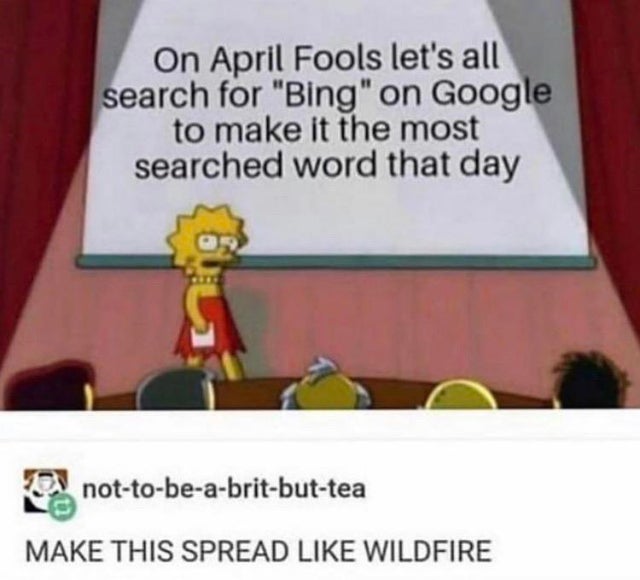 On April Fools let's all
search for "Bing" on Google
to make it the most
searched word that day
not-to-be-a-brit-but-tea
MAKE THIS SPREAD LIKE WILDFIRE